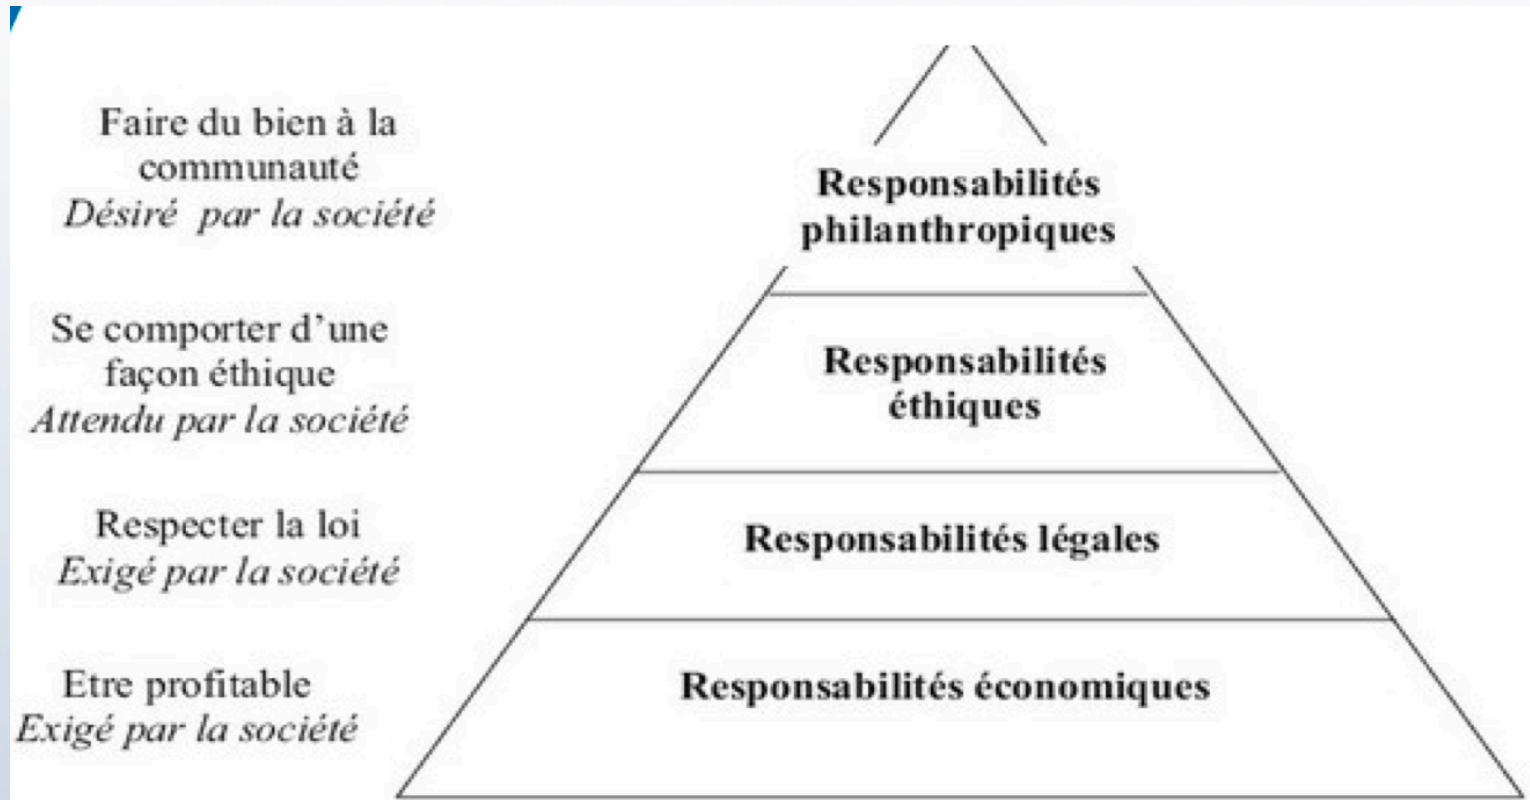 Faire du bien à la
communauté
Désiré par la société
Responsabilités
philanthropiques
Se comporter d'une
façon éthique
Attendu par la société
Responsabilités
éthiques
Respecter la loi
Exigé par la société
Responsabilités légales
Etre profitable
Exigé par la société
Responsabilités économiques